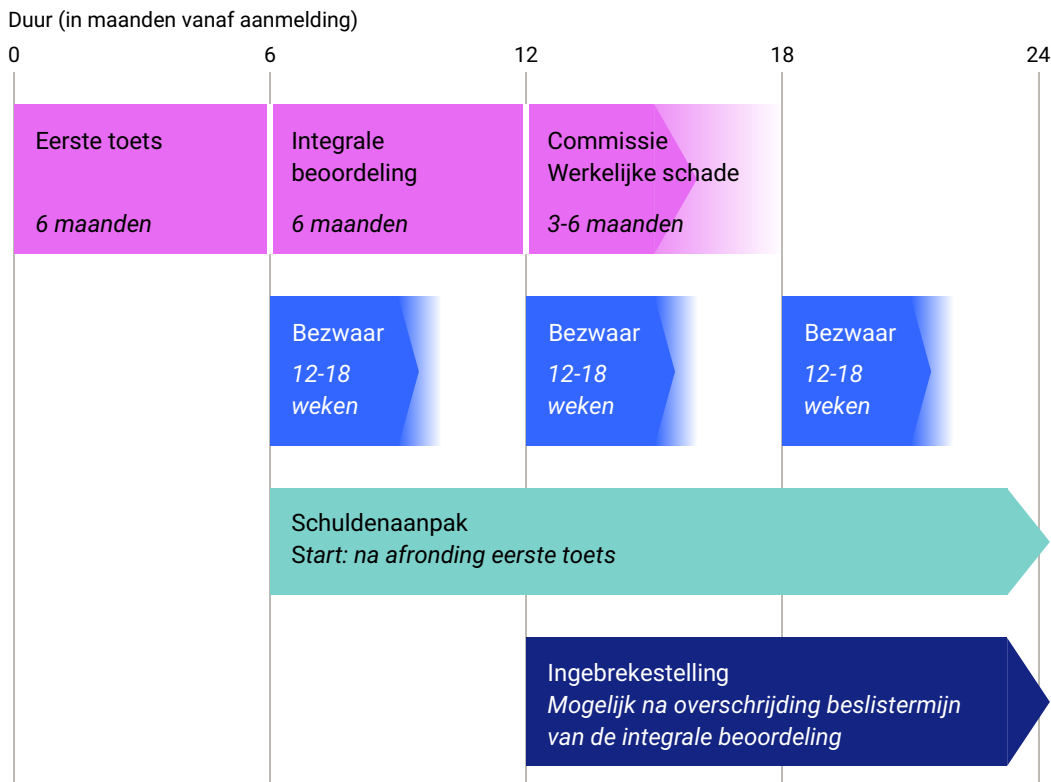 Duur (in maanden vanaf aanmelding)
0 6 12 18 24
Eerste toets
6 maanden
Integrale
beoordeling
6 maanden
Commissie
Werkelijke schade
3-6 maanden
Bezwaar
12-18
weken
Bezwaar
12-18
weken
Bezwaar
12-18
weken
Schuldenaanpak
Start: na afronding eerste toets
Ingebrekestelling
Mogelijk na overschrijding beslistermijn
van de integrale beoordeling